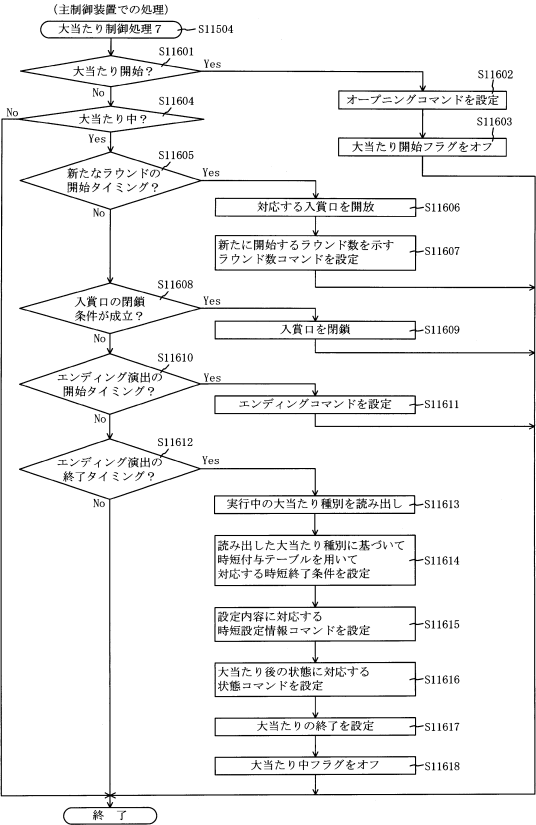 (主制御装置での処理)
大当たり制御処理7
S11504
S11601
大当たり開始?
Yes
No
S11602
オープニングコマンドを設定
S11603
大当たり開始フラグをオフ
S11604
大当たり中?
No
Yes
S11605
新たなラウンドの
開始タイミング?
Yes
No
対応する入賞口を開放
S11606
新たに開始するラウンド数を示す
ラウンド数コマンドを設定
S11607
S11608
入賞口の閉鎖
条件が成立?
Yes
No
入賞口を閉鎖
S11609
S11610
エンディング演出の
開始タイミング?
Yes
No
エンディングコマンドを設定
S11611
S11612
エンディング演出の
終了タイミング?
Yes
No
実行中の大当たり種別を読み出し
S11613
読み出した大当たり種別に基づいて
時短付与テーブルを用いて
対応する時短終了条件を設定
S11614
設定内容に対応する
時短設定情報コマンドを設定
S11615
大当たり後の状態に対応する
状態コマンドを設定
S11616
大当たりの終了を設定
S11617
大当たり中フラグをオフ
S11618
終 了